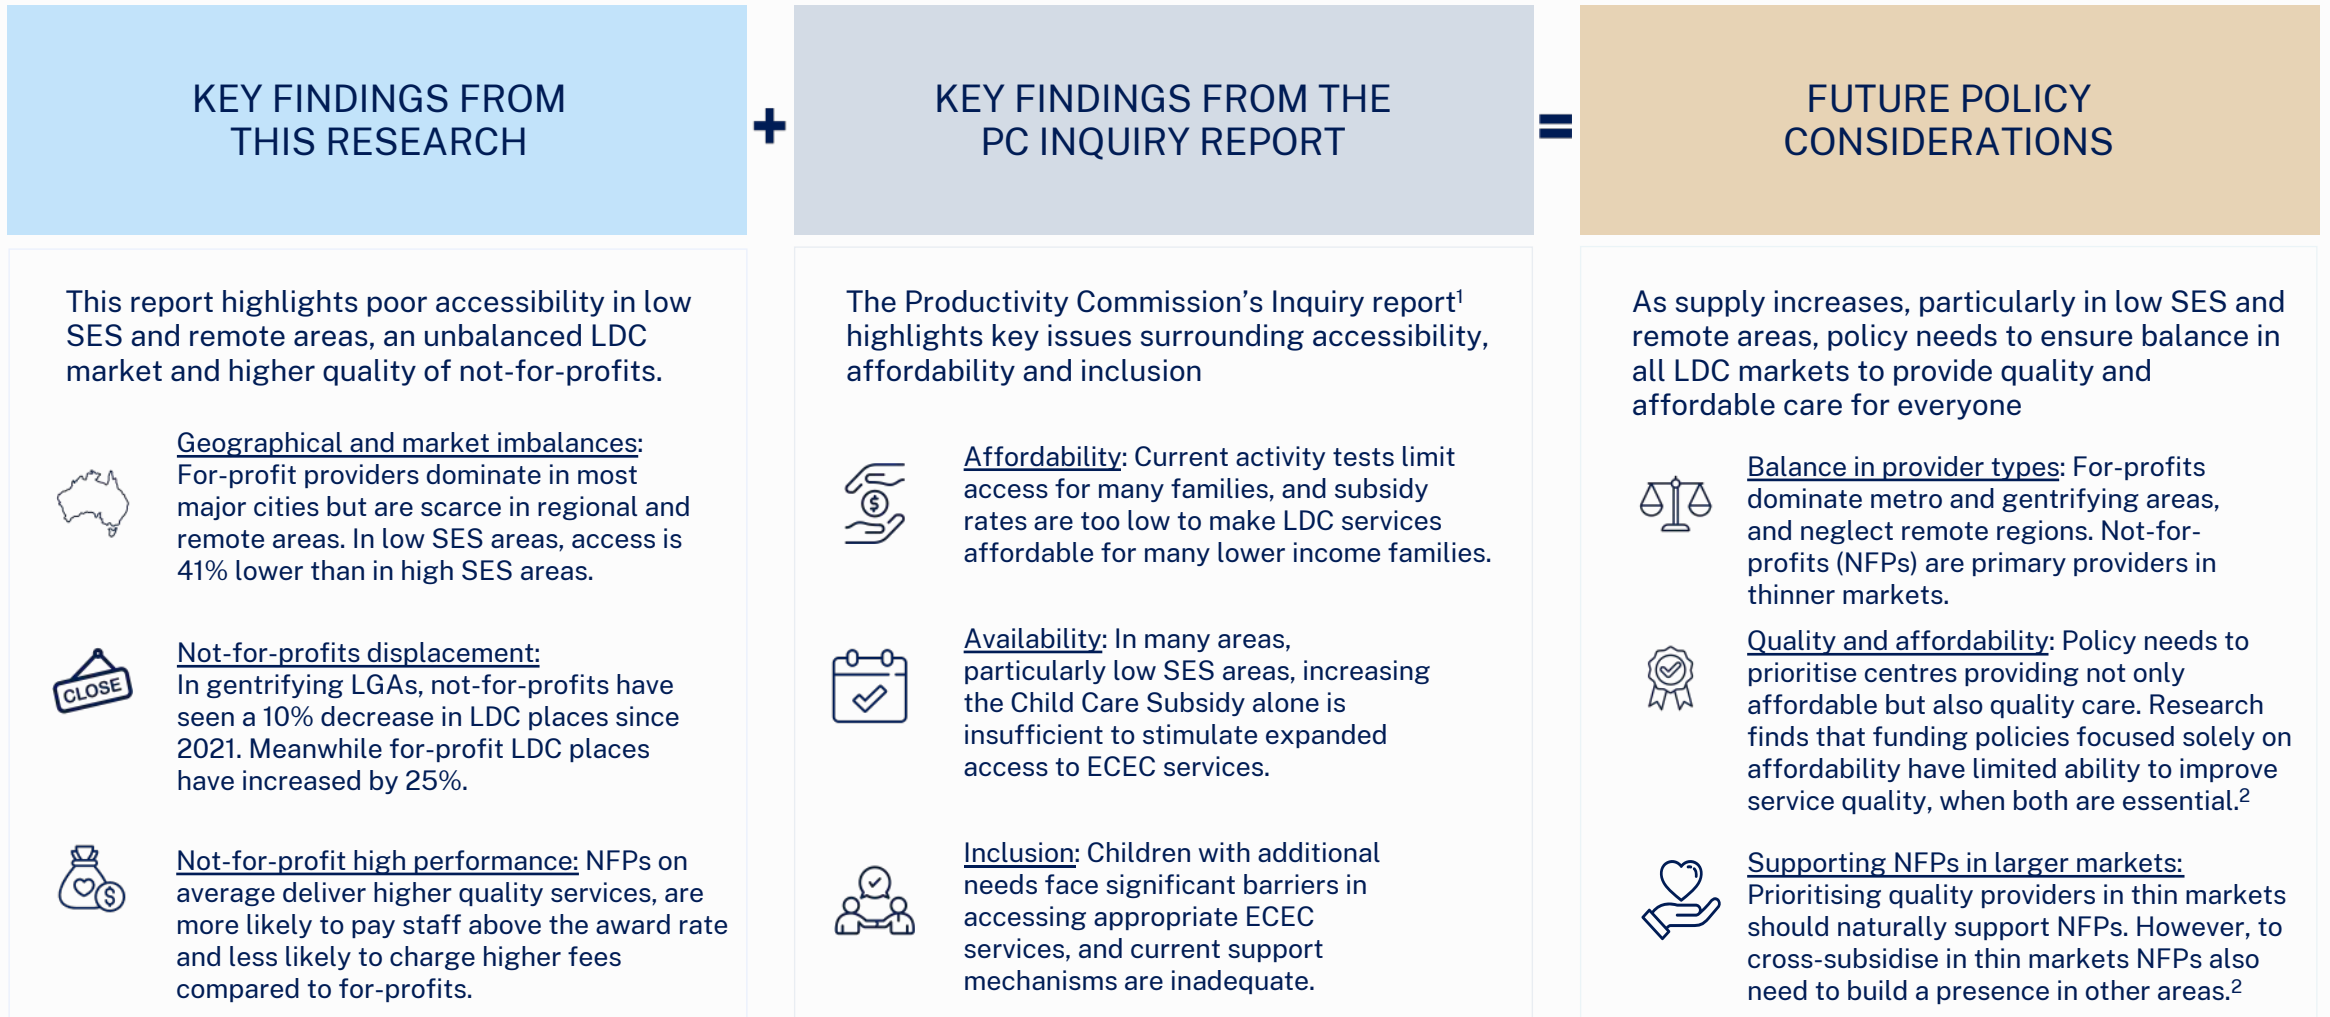 KEY FINDINGS FROM
THIS RESEARCH
+
KEY FINDINGS FROM THE
PC INQUIRY REPORT
=
FUTURE POLICY
CONSIDERATIONS
This report highlights poor accessibility in low
SES and remote areas, an unbalanced LDC
market and higher quality of not-for-profits.
Geographical and market imbalances:
For-profit providers dominate in most
major cities but are scarce in regional and
remote areas. In low SES areas, access is
41% lower than in high SES areas.
CLOSE
Not-for-profits displacement:
In gentrifying LGAs, not-for-profits have
seen a 10% decrease in LDC places since
2021. Meanwhile for-profit LDC places
have increased by 25%.
$
Not-for-profit high performance: NFPs on
average deliver higher quality services, are
more likely to pay staff above the award rate
and less likely to charge higher fees
compared to for-profits.
The Productivity Commission’s Inquiry report¹
highlights key issues surrounding accessibility,
affordability and inclusion
$
Affordability: Current activity tests limit
access for many families, and subsidy
rates are too low to make LDC services
affordable for many lower income families.
Availability: In many areas,
particularly low SES areas, increasing
the Child Care Subsidy alone is
insufficient to stimulate expanded
access to ECEC services.
Inclusion: Children with additional
needs face significant barriers in
accessing appropriate ECEC
services, and current support
mechanisms are inadequate.
As supply increases, particularly in low SES and
remote areas, policy needs to ensure balance in
all LDC markets to provide quality and
affordable care for everyone
Balance in provider types: For-profits
dominate metro and gentrifying areas,
and neglect remote regions. Not-for-
profits (NFPs) are primary providers in
thinner markets.
Quality and affordability: Policy needs to
prioritise centres providing not only
affordable but also quality care. Research
finds that funding policies focused solely on
affordability have limited ability to improve
service quality, when both are essential.²
Supporting NFPs in larger markets:
Prioritising quality providers in thin markets
should naturally support NFPs. However, to
cross-subsidise in thin markets NFPs also
need to build a presence in other areas.²